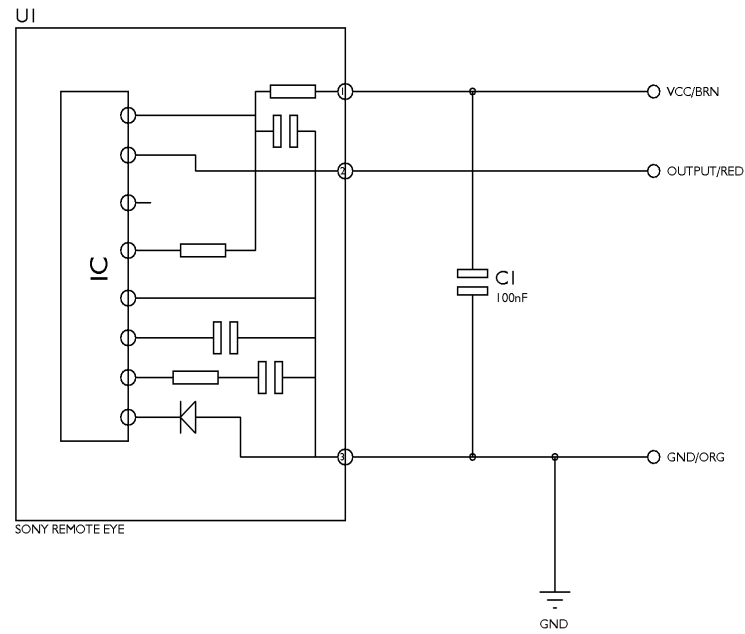 U1
1
VCC/BRN
2
OUTPUT/RED
IC
C1
100nF
3
GND/ORG
SONY REMOTE EYE
GND